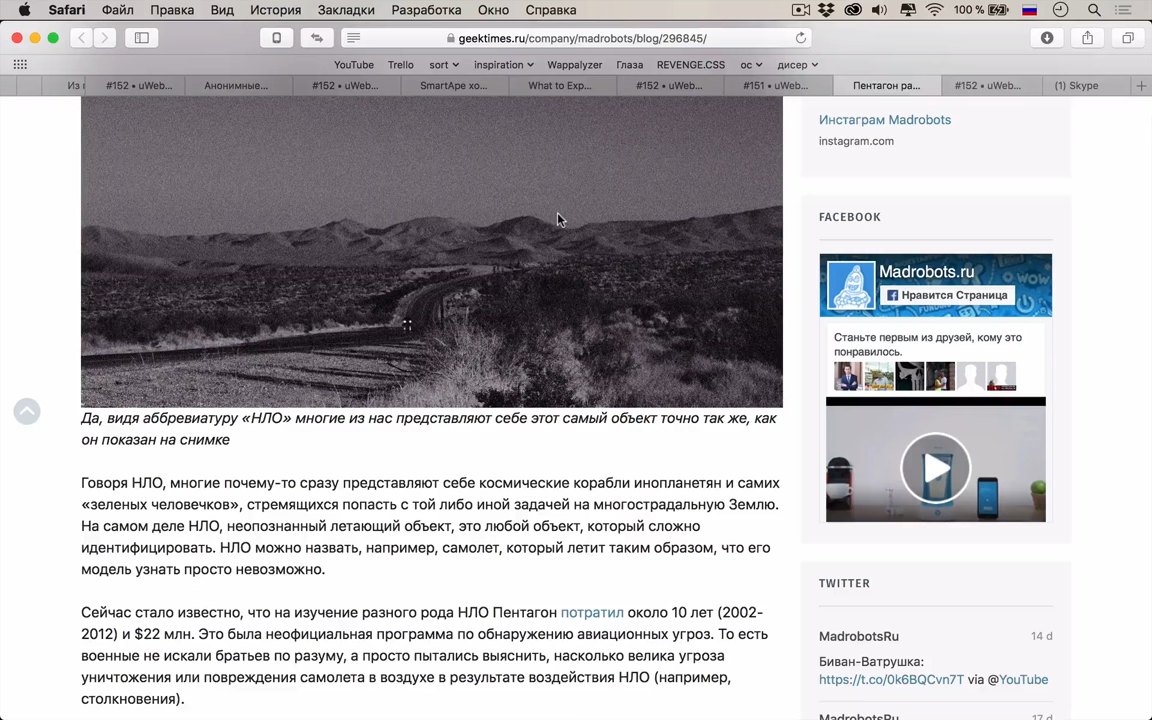 Safari Файл Правка Вид История Закладки Разработка Окно Справка 100 %
geektimes.ru/company/madrobots/blog/296845/
YouTube Trello sort inspiration Wappalyzer Глаза REVENGE.CSS ос дисер
Из #152 • uWeb... Анонимные... #152 • uWeb... SmartApe хо... What to Exp... #152 • uWeb... #151 • uWeb... Пентагон ра... #152 • uWeb... (1) Skype
Инстаграм Madrobots
instagram.com
FACEBOOK
Madrobots.ru
Нравится Страница
Станьте первым из друзей, кому это
понравилось.
Да, видя аббревиатуру «НЛО» многие из нас представляют себе этот самый объект точно так же, как
он показан на снимке
Говоря НЛО, многие почему-то сразу представляют себе космические корабли инопланетян и самих
«зеленых человечков», стремящихся попасть с той либо иной задачей на многострадальную Землю.
На самом деле НЛО, неопознанный летающий объект, это любой объект, который сложно
идентифицировать. НЛО можно назвать, например, самолет, который летит таким образом, что его
модель узнать просто невозможно.
Сейчас стало известно, что на изучение разного рода НЛО Пентагон потратил около 10 лет (2002-
2012) и $22 млн. Это была неофициальная программа по обнаружению авиационных угроз. То есть
военные не искали братьев по разуму, а просто пытались выяснить, насколько велика угроза
уничтожения или повреждения самолета в воздухе в результате воздействия НЛО (например,
столкновения).
TWITTER
MadrobotsRu 14 d
Биван-Ватрушка:
https://t.co/0k6BQCvn7T via @YouTube
MadrobotsRu 17 d